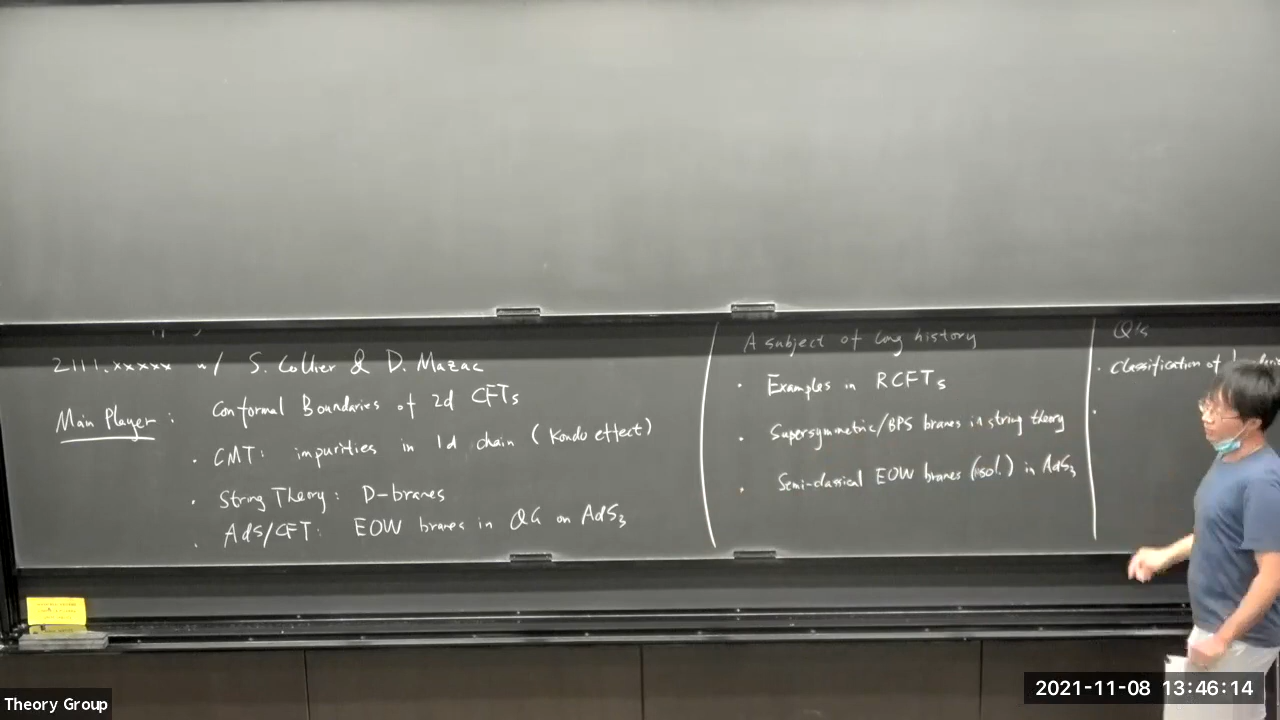 2111.xxxxx w/ S. Collier & D. Mazac
Main Player : Conformal Boundaries of 2d CFTs
· CMT: impurities in 1d chain (Kondo effect)
· String Theory: D-branes
· AdS/CFT: EOW branes in QG on AdS3
A subject of long history
· Examples in RCFTs
· Supersymmetric/BPS branes in string theory
· Semi-classical EOW branes (sol.) in AdS3
Q's
· classification of
·
Theory Group
2021-11-08 13:46:14